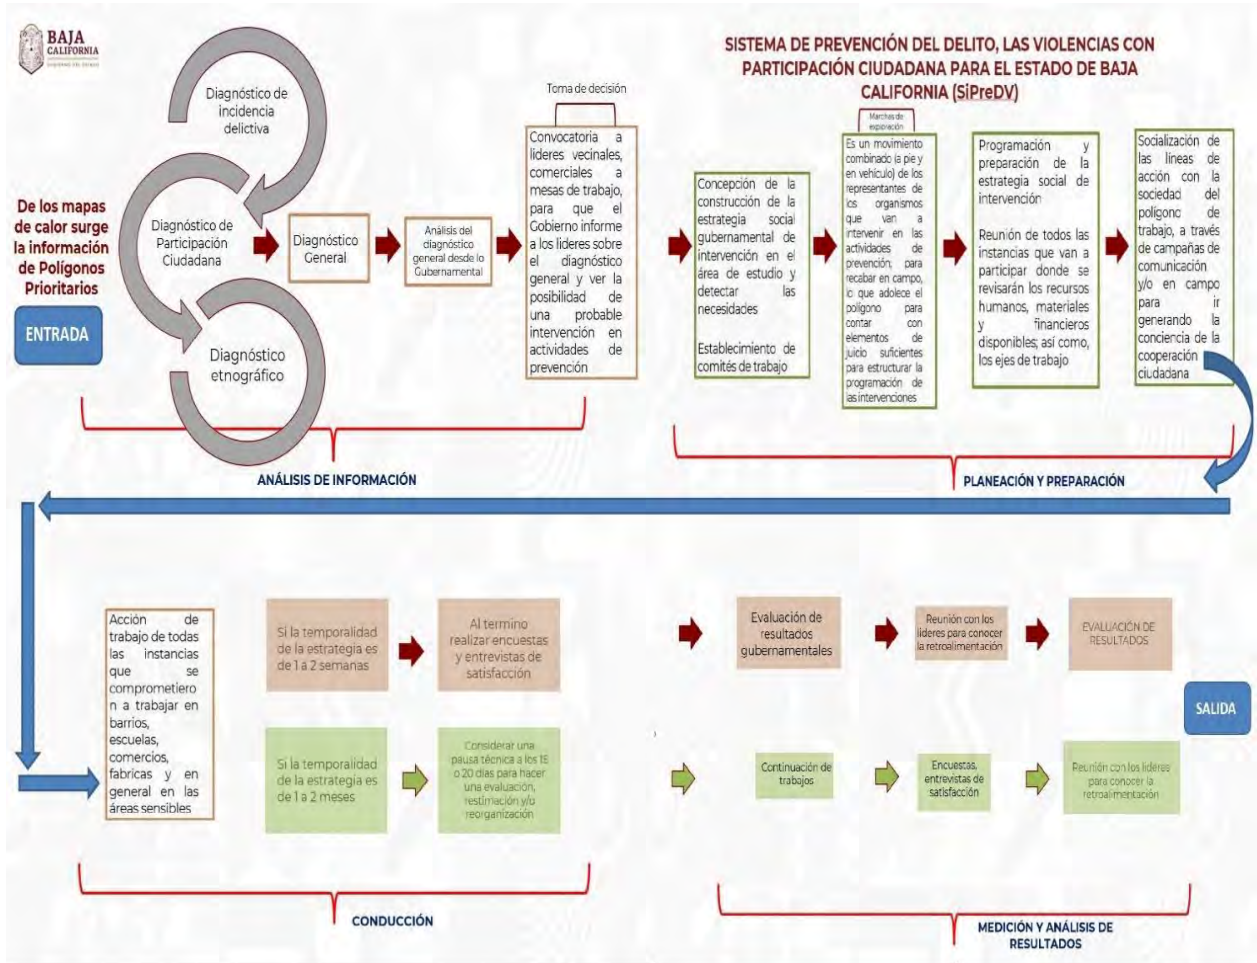 BAJA
CALIFORNIA
GOBIERNO DEL ESTADO
SISTEMA DE PREVENCIÓN DEL DELITO, LAS VIOLENCIAS CON
PARTICIPACIÓN CIUDADANA PARA EL ESTADO DE BAJA
CALIFORNIA (SiPreDV)
De los mapas
de calor surge
la información
de Polígonos
Prioritarios
ENTRADA
Diagnóstico de
incidencia
delictiva
Diagnóstico de
Participación
Ciudadana
Diagnóstico
etnográfico
Diagnóstico
General
Análisis del
diagnóstico
general desde lo
Gubernamental
Toma de decisión
Convocatoria a
lideres vecinales,
comerciales a
mesas de trabajo,
para que el
Gobierno informe
a los lideres sobre
el diagnóstico
general y ver la
posibilidad de
una probable
intervención en
actividades de
prevención
ANÁLISIS DE INFORMACIÓN
Concepción de la
construcción de la
estrategia social
gubernamental de
intervención en el
área de estudio y
detectar las
necesidades
Establecimiento de
comités de trabajo
Marchas de
exploración
Es un movimiento
combinado (a pie y
en vehículo) de los
representantes de
los organismos
que van a
intervenir en las
actividades de
prevención; para
recabar en campo,
lo que adolece el
polígono para
contar con
elementos de
juicio suficientes
para estructurar la
programación de
las intervenciones
Programación y
preparación de la
estrategia social de
intervención
Reunión de todos las
instancias que van a
participar donde se
revisarán los recursos
humanos, materiales
y financieros
disponibles; así como,
los ejes de trabajo
Socialización de
las líneas de
acción con la
sociedad del
polígono de
trabajo, a través
de campañas de
comunicación
y/o en campo
para ir
generando la
conciencia de la
cooperación
ciudadana
PLANEACIÓN Y PREPARACIÓN
Acción de
trabajo de todas
las instancias
que se
comprometiero
n a trabajar en
barrios,
escuelas,
comercios,
fabricas y en
general en las
áreas sensibles
Si la temporalidad
de la estrategia es
de 1 a 2 semanas
Al termino
realizar encuestas
y entrevistas de
satisfacción
Evaluación de
resultados
gubernamentales
Reunión con los
lideres para conocer
la retroalimentación
EVALUACIÓN DE
RESULTADOS
SALIDA
Si la temporalidad
de la estrategia es
de 1 a 2 meses
Considerar una
pausa técnica a los 15
o 20 días para hacer
una evaluación,
restimación y/o
reorganización
Continuación de
trabajos
Encuestas,
entrevistas de
satisfacción
Reunión con los lideres
para conocer la
retroalimentación
CONDUCCIÓN
MEDICIÓN Y ANÁLISIS DE
RESULTADOS